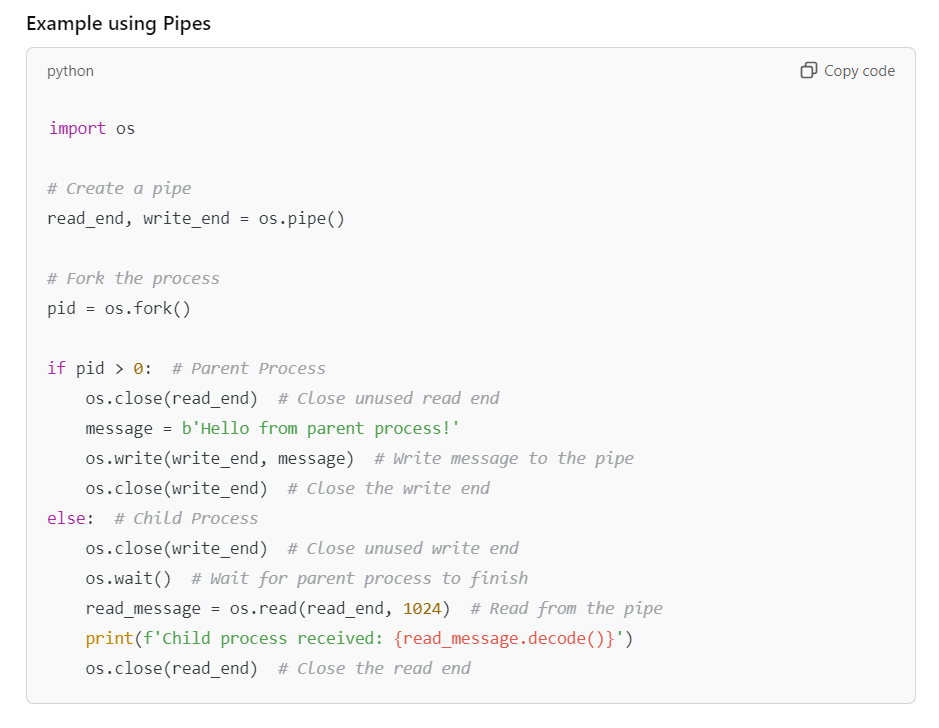 Example using Pipes
python
Copy code
import os
# Create a pipe
read_end, write_end = os.pipe()
# Fork the process
pid = os.fork()
if pid > 0:  # Parent Process
    os.close(read_end)  # Close unused read end
    message = b'Hello from parent process!'
    os.write(write_end, message)  # Write message to the pipe
    os.close(write_end)  # Close the write end
else:  # Child Process
    os.close(write_end)  # Close unused write end
    os.wait()  # Wait for parent process to finish
    read_message = os.read(read_end, 1024)  # Read from the pipe
    print(f'Child process received: {read_message.decode()}')
    os.close(read_end)  # Close the read end